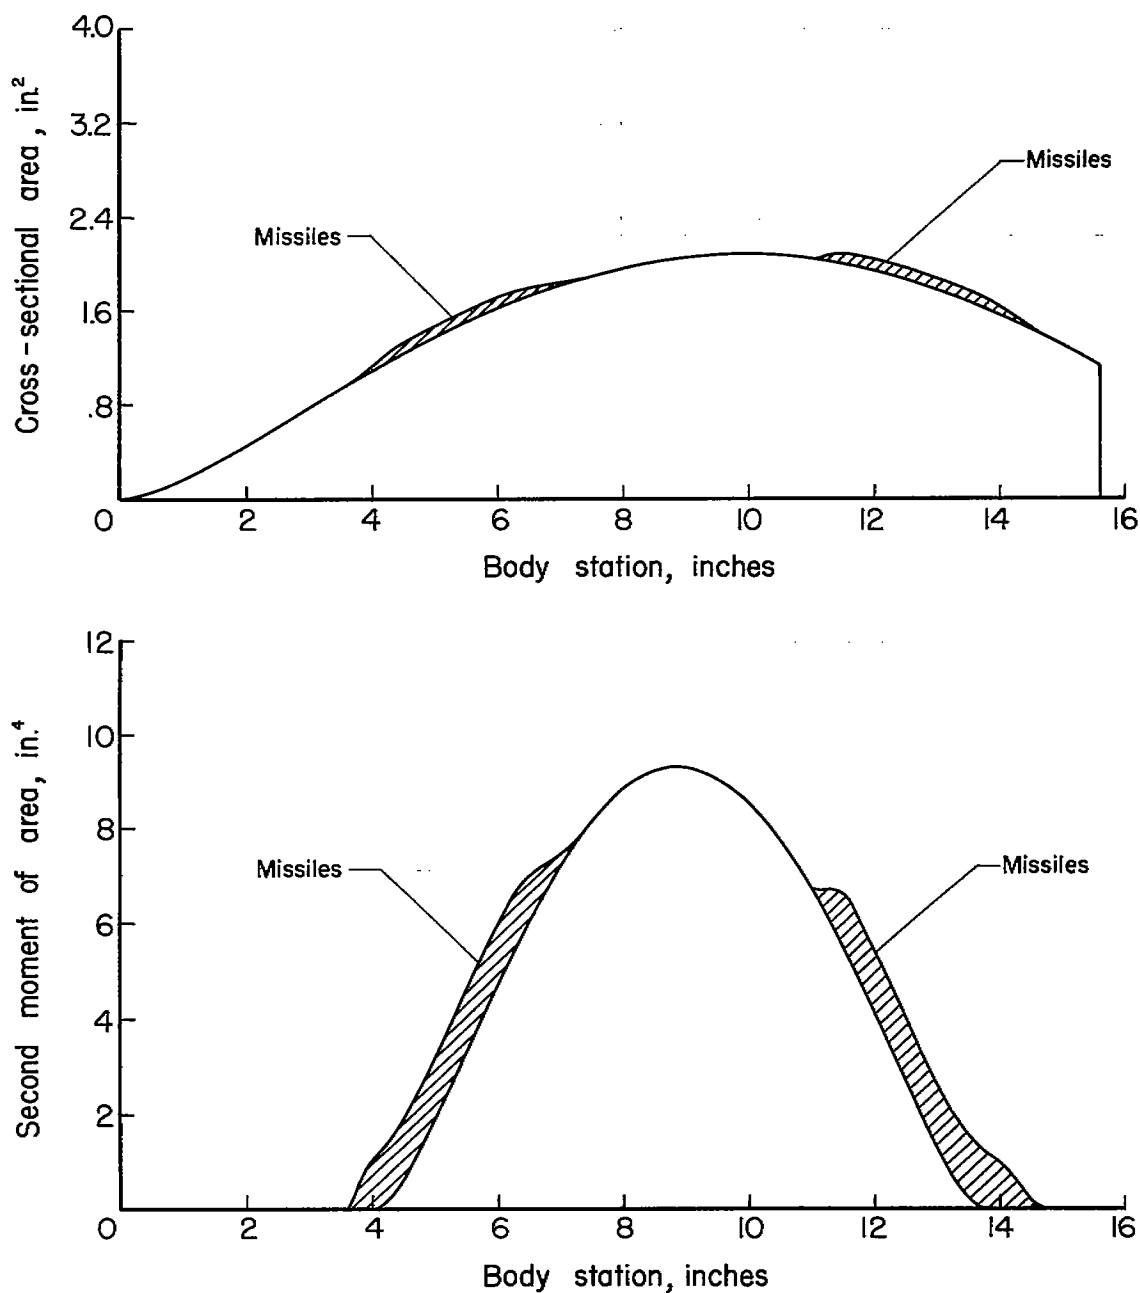 4.0
Cross-sectional area, in.²
3.2
Missiles
2.4
Missiles
1.6
.8
0 2 4 6 8 10 12 14 16
Body station, inches
12
Second moment of area, in.⁴
10
8
Missiles
Missiles
6
4
2
0 2 4 6 8 10 12 14 16
Body station, inches